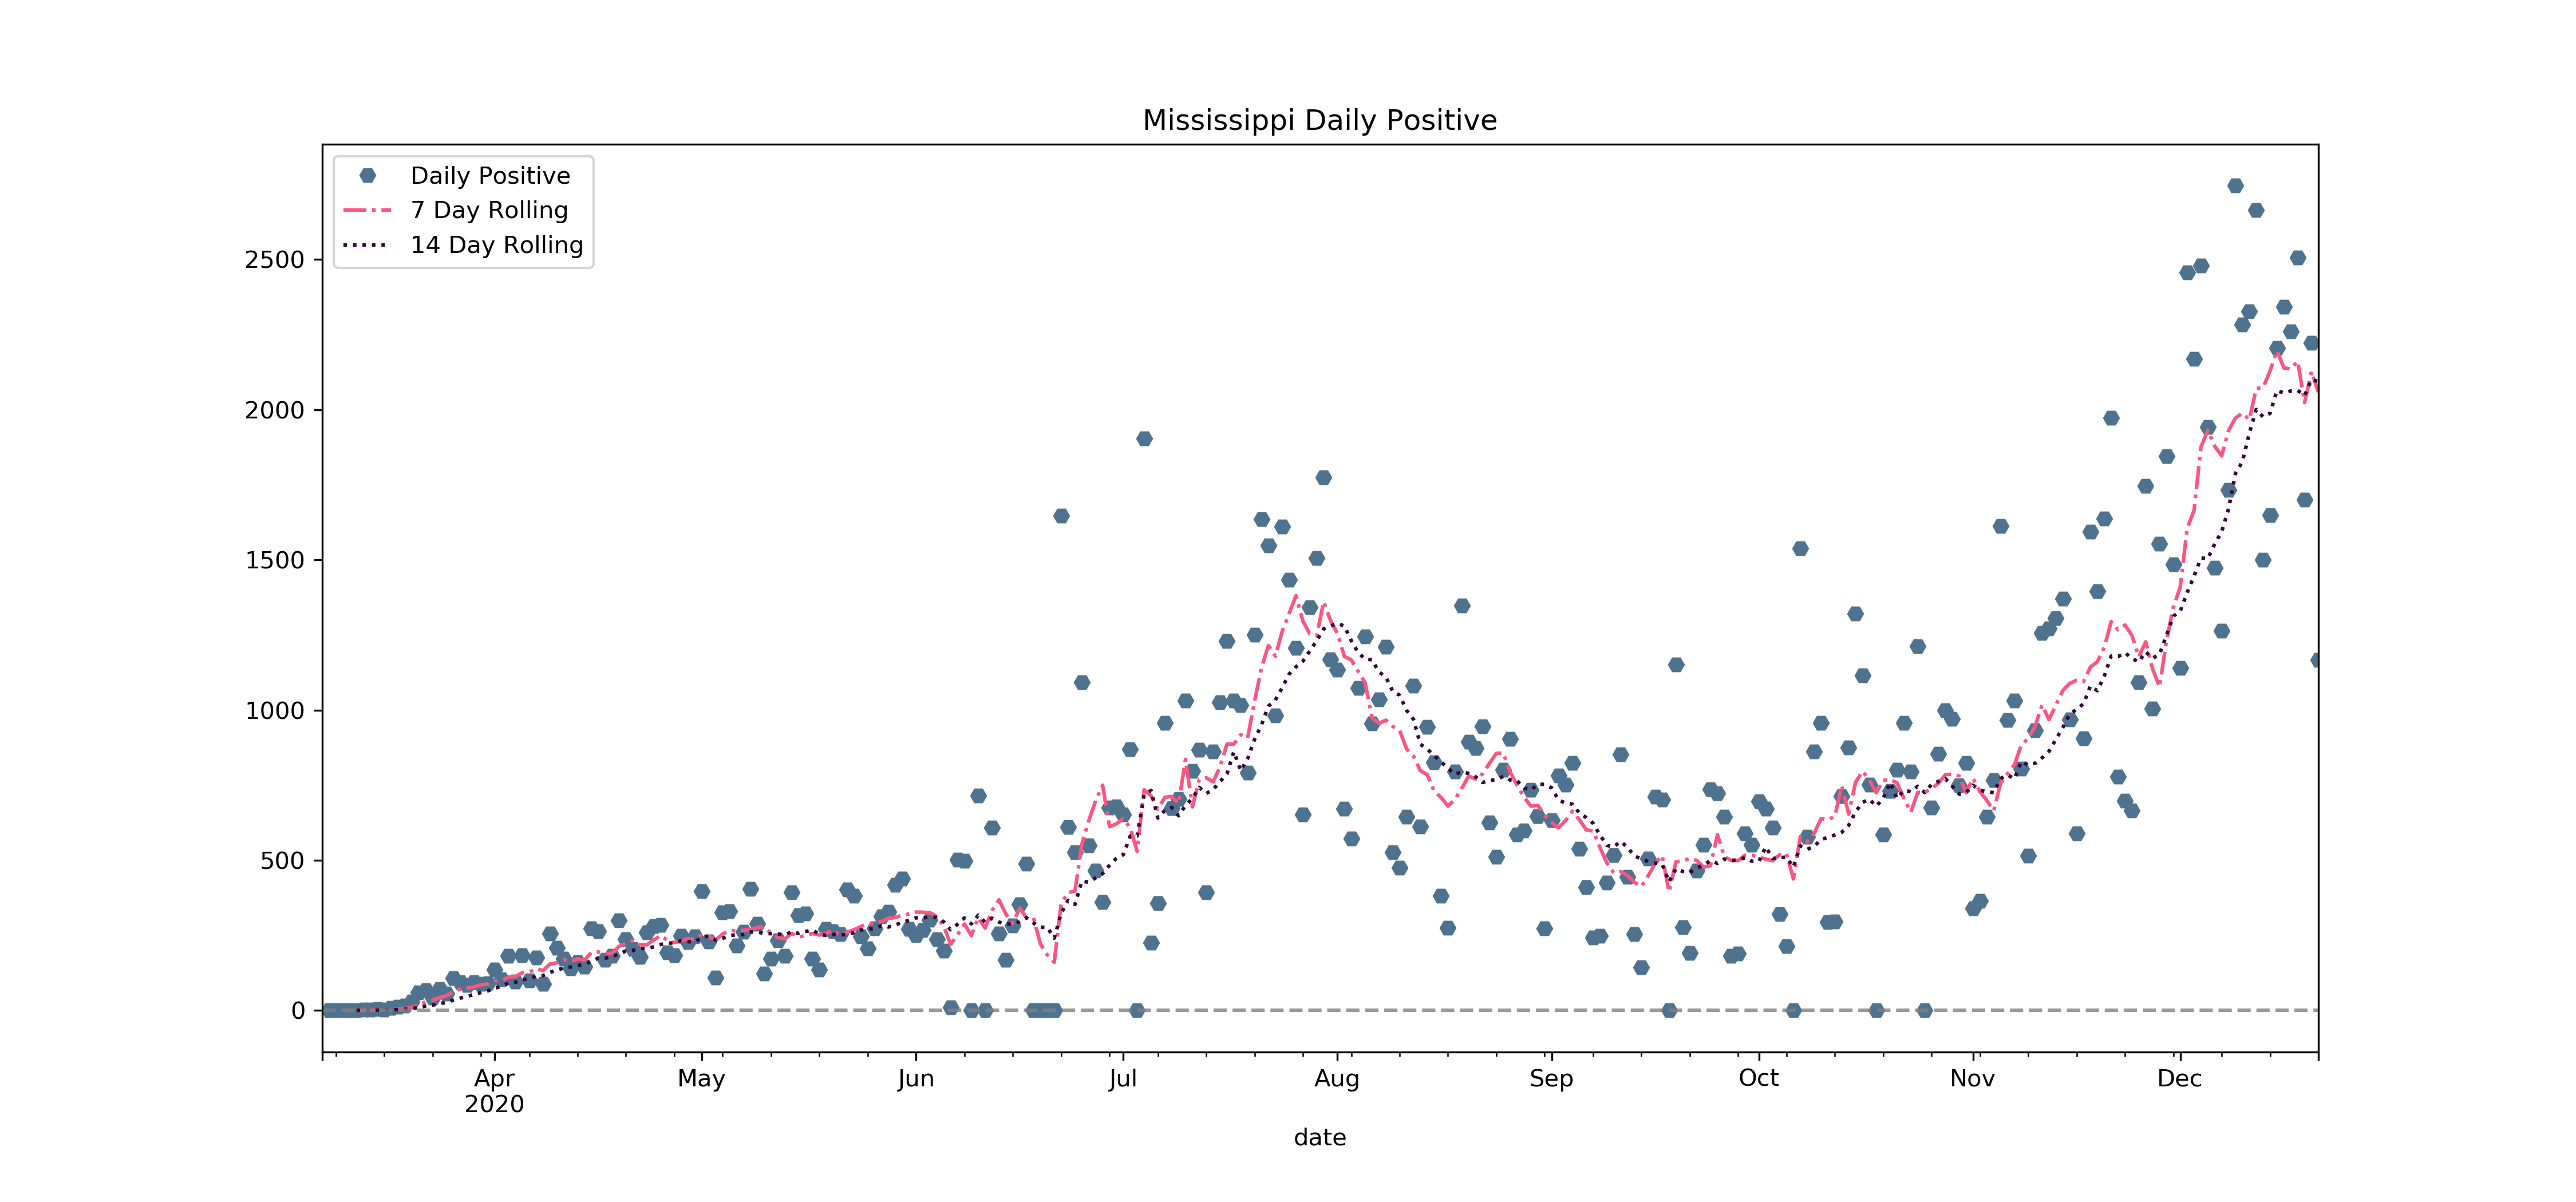 Mississippi Daily Positive
Daily Positive
7 Day Rolling
14 Day Rolling
2500
2000
1500
1000
500
0
Apr May Jun Jul Aug Sep Oct Nov Dec
2020
date